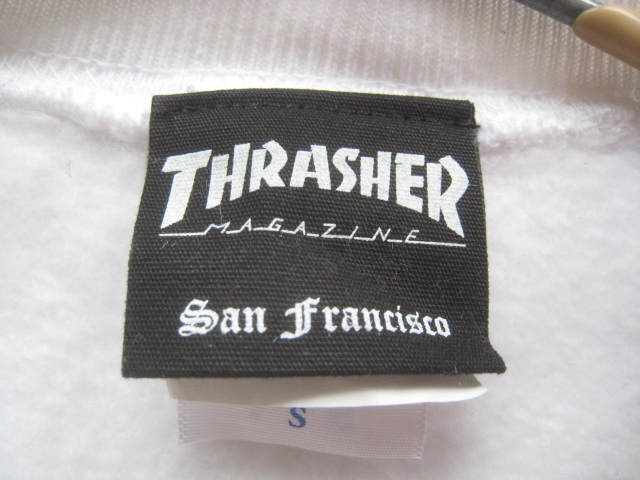 THRASHER
MAGAZINE
San Francisco
S